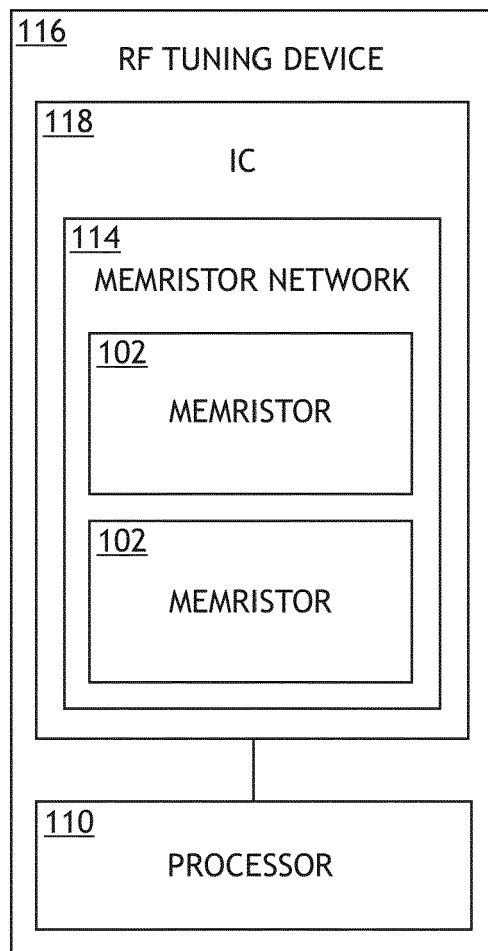 116
RF TUNING DEVICE
118
IC
114
MEMRISTOR NETWORK
102
MEMRISTOR
102
MEMRISTOR
110
PROCESSOR